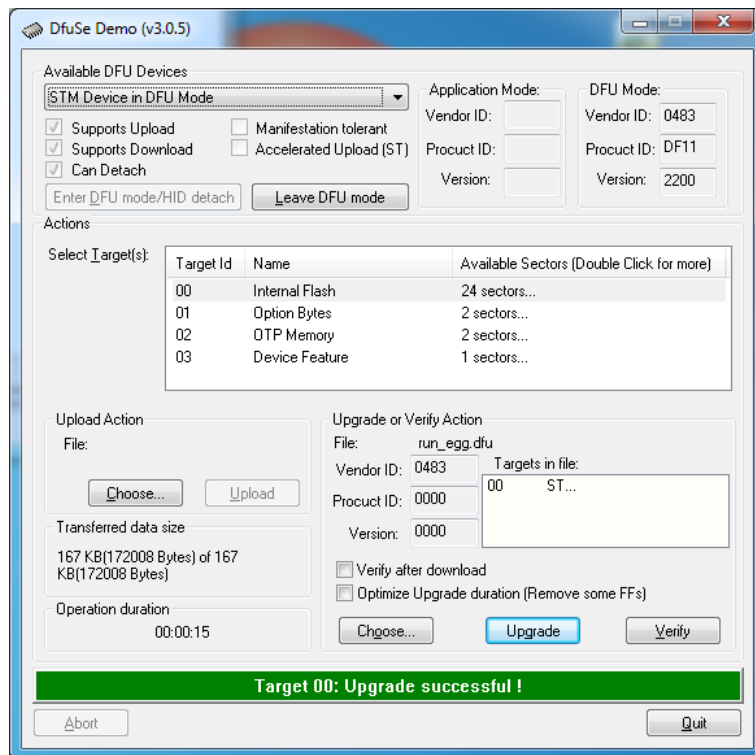 DfuSe Demo (v3.0.5)
Available DFU Devices
STM Device in DFU Mode
Supports Upload
Manifestation tolerant
Supports Download
Accelerated Upload (ST)
Can Detach
Enter DFU mode/HID detach
Leave DFU mode
Application Mode:
Vendor ID:
Procuct ID:
Version:
DFU Mode:
Vendor ID: 0483
Procuct ID: DF11
Version: 2200
Actions
Select Target(s):
Target Id Name Available Sectors (Double Click for more)
00 Internal Flash 24 sectors...
01 Option Bytes 2 sectors...
02 OTP Memory 2 sectors...
03 Device Feature 1 sectors...
Upload Action
File:
Choose...
Upload
Transferred data size
167 KB(172008 Bytes) of 167
KB(172008 Bytes)
Operation duration
00:00:15
Upgrade or Verify Action
File: run_egg.dfu
Vendor ID: 0483
Procuct ID: 0000
Version: 0000
Targets in file:
00 ST...
Verify after download
Optimize Upgrade duration (Remove some FFs)
Choose...
Upgrade
Verify
Target 00: Upgrade successful !
Abort
Quit